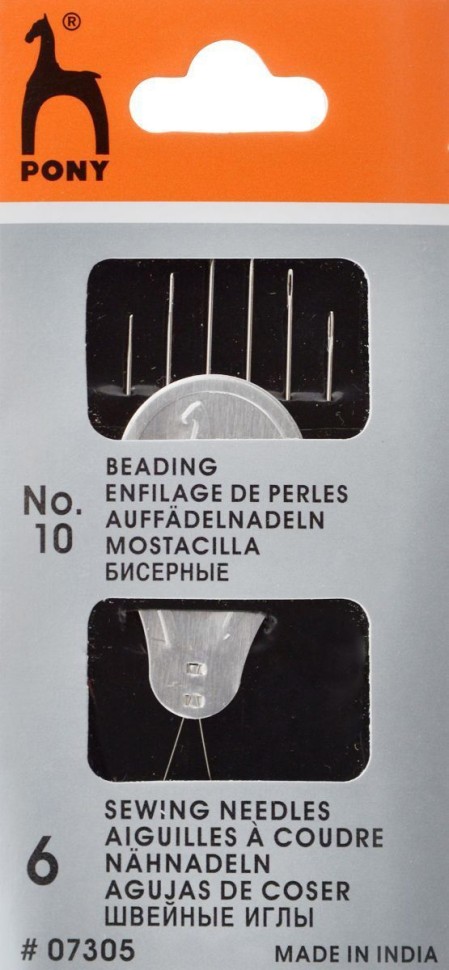 ®
PONY
No.
10
BEADING
ENFILAGE DE PERLES
AUFFÄDELNADELN
MOSTACILLA
БИСЕРНЫЕ
6
SEWING NEEDLES
AIGUILLES À COUDRE
NÄHNADELN
AGUJAS DE COSER
ШВЕЙНЫЕ ИГЛЫ
# 07305
MADE IN INDIA